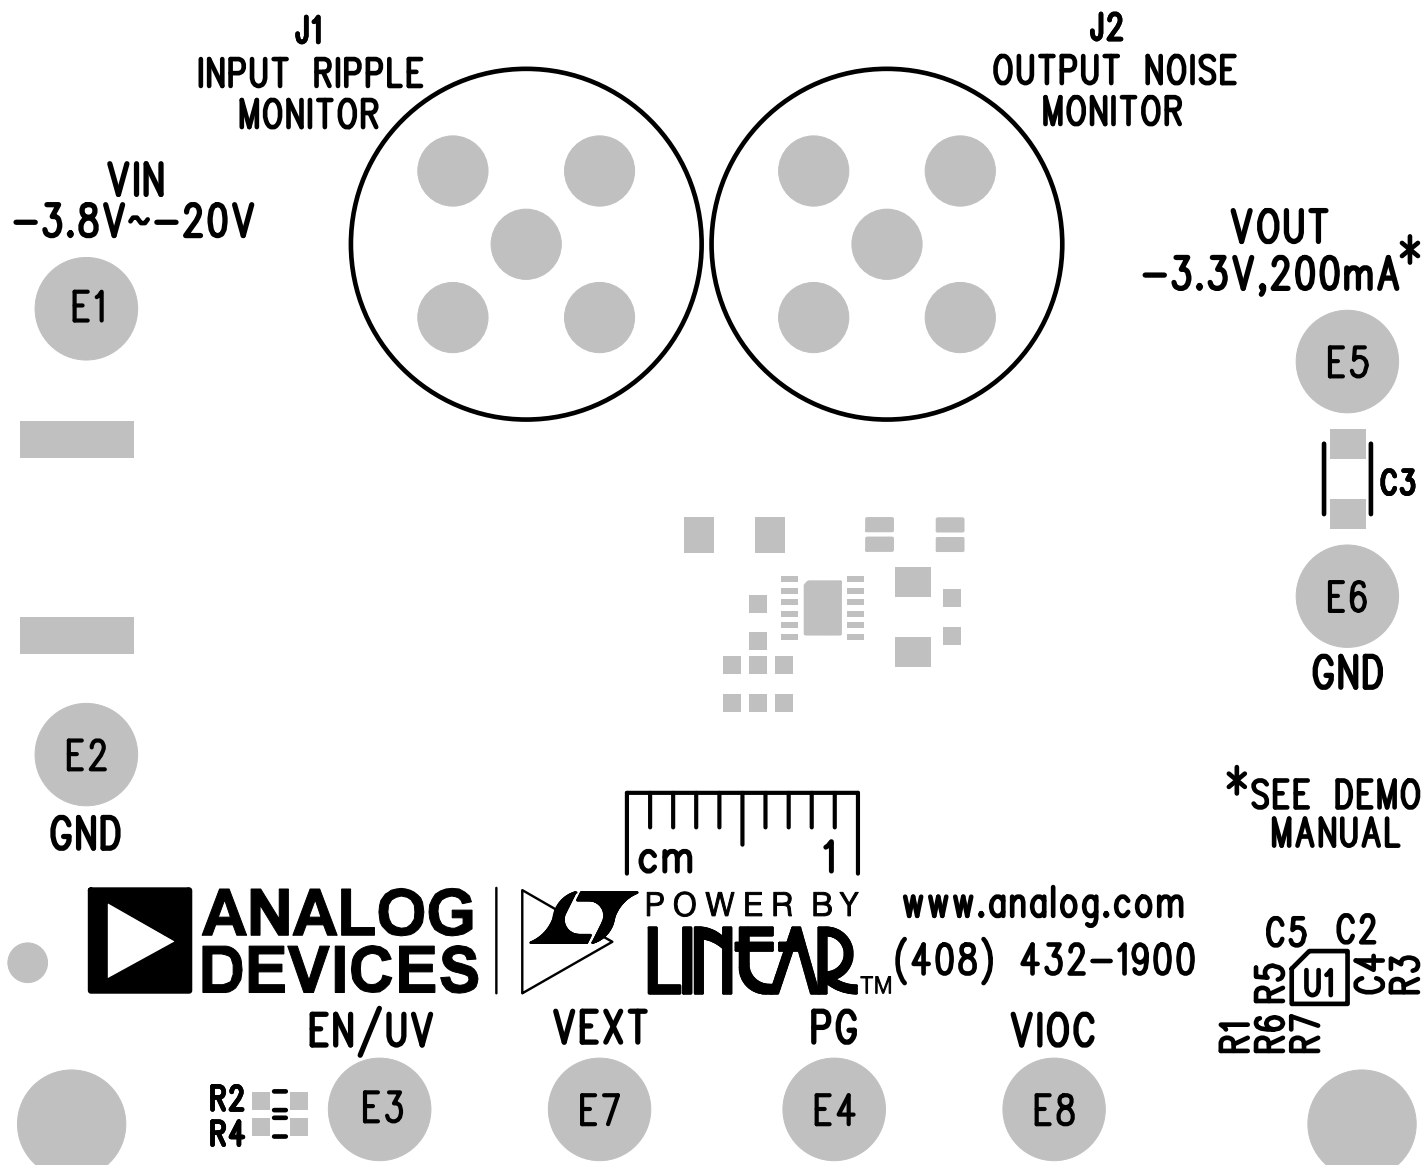 J1
INPUT RIPPLE
MONITOR
J2
OUTPUT NOISE
MONITOR
VIN
-3.8V~-20V
E1
VOUT
-3.3V,200mA*
E5
C3
E6
GND
E2
GND
*SEE DEMO
MANUAL
cm 1
ANALOG
DEVICES
POWER BY
LINEAR™
www.analog.com
(408) 432-1900
C5 C2
R5 U1 C4 R3
R1 R6 R7
EN/UV VEXT PG VIOC
R2
R4
E3 E7 E4 E8